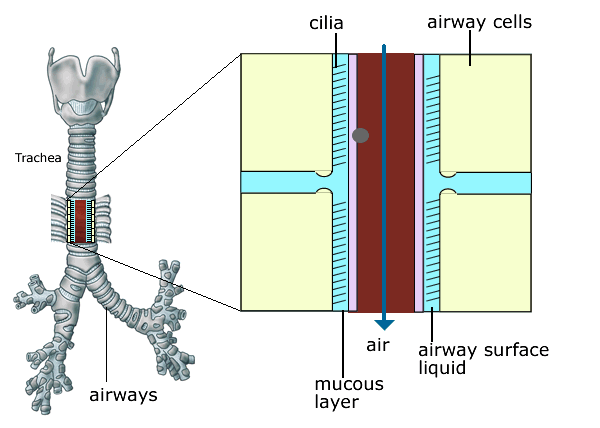 cilia
airway cells
Trachea
air
airway surface
liquid
mucous
layer
airways